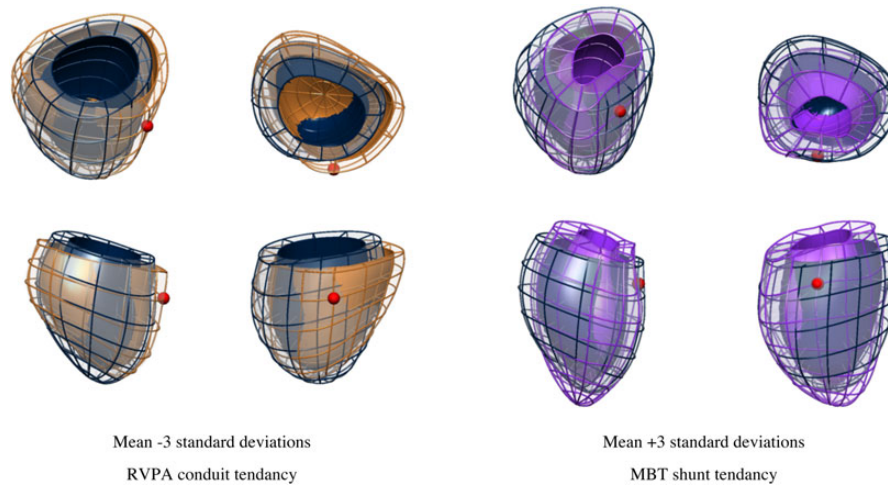 Mean -3 standard deviations
RVPA conduit tendancy
Mean +3 standard deviations
MBT shunt tendancy